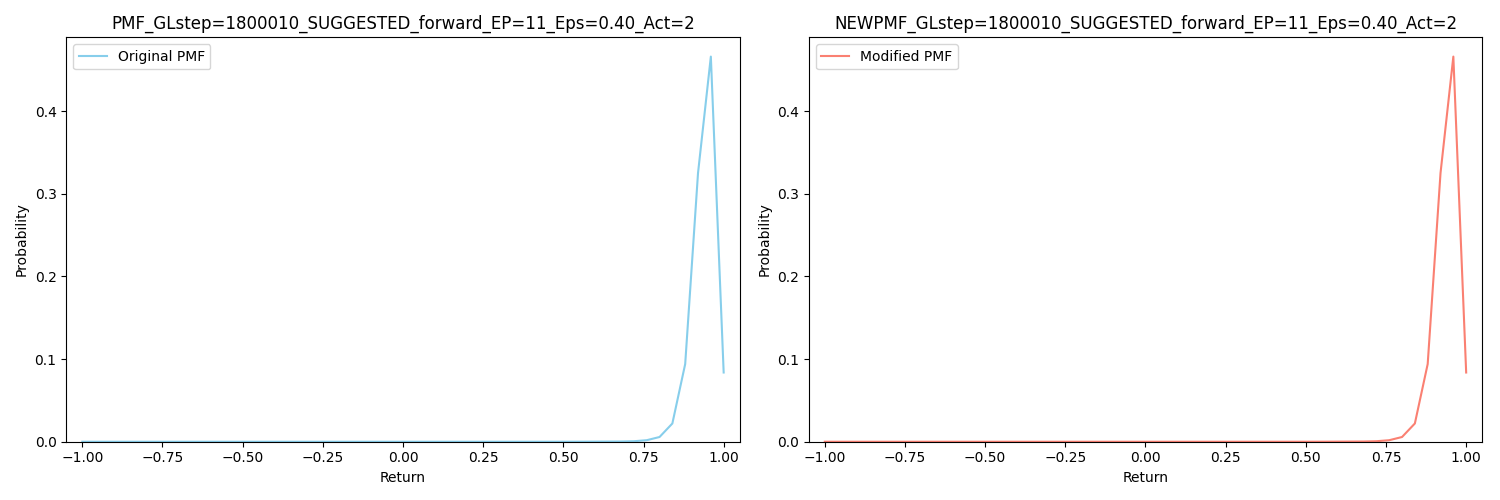 PMF_GLstep=1800010_SUGGESTED_forward_EP=11_Eps=0.40_Act=2
Original PMF
Probability
0.4
0.3
0.2
0.1
0.0
−1.00 −0.75 −0.50 −0.25 0.00 0.25 0.50 0.75 1.00
Return
NEWPMF_GLstep=1800010_SUGGESTED_forward_EP=11_Eps=0.40_Act=2
Modified PMF
Probability
0.4
0.3
0.2
0.1
0.0
−1.00 −0.75 −0.50 −0.25 0.00 0.25 0.50 0.75 1.00
Return